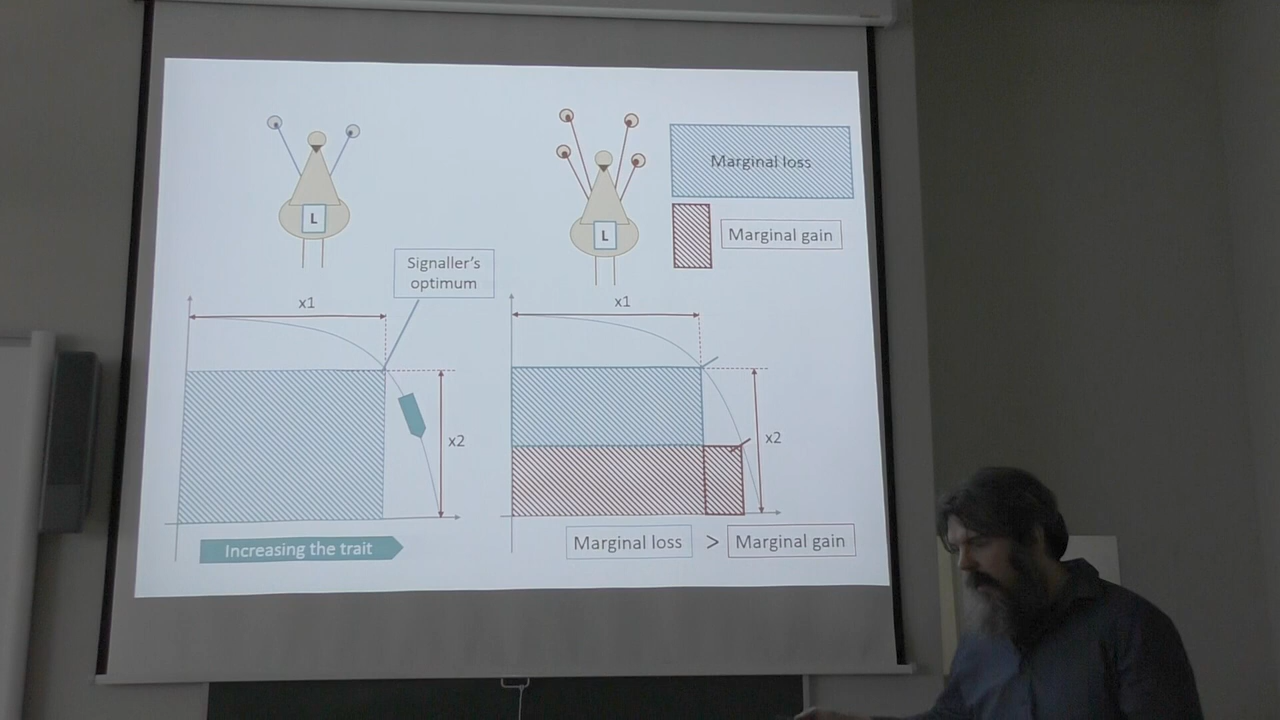 Marginal loss
L
L
Marginal gain
Signaller's
optimum
x1
x1
x2
x2
Increasing the trait
Marginal loss > Marginal gain